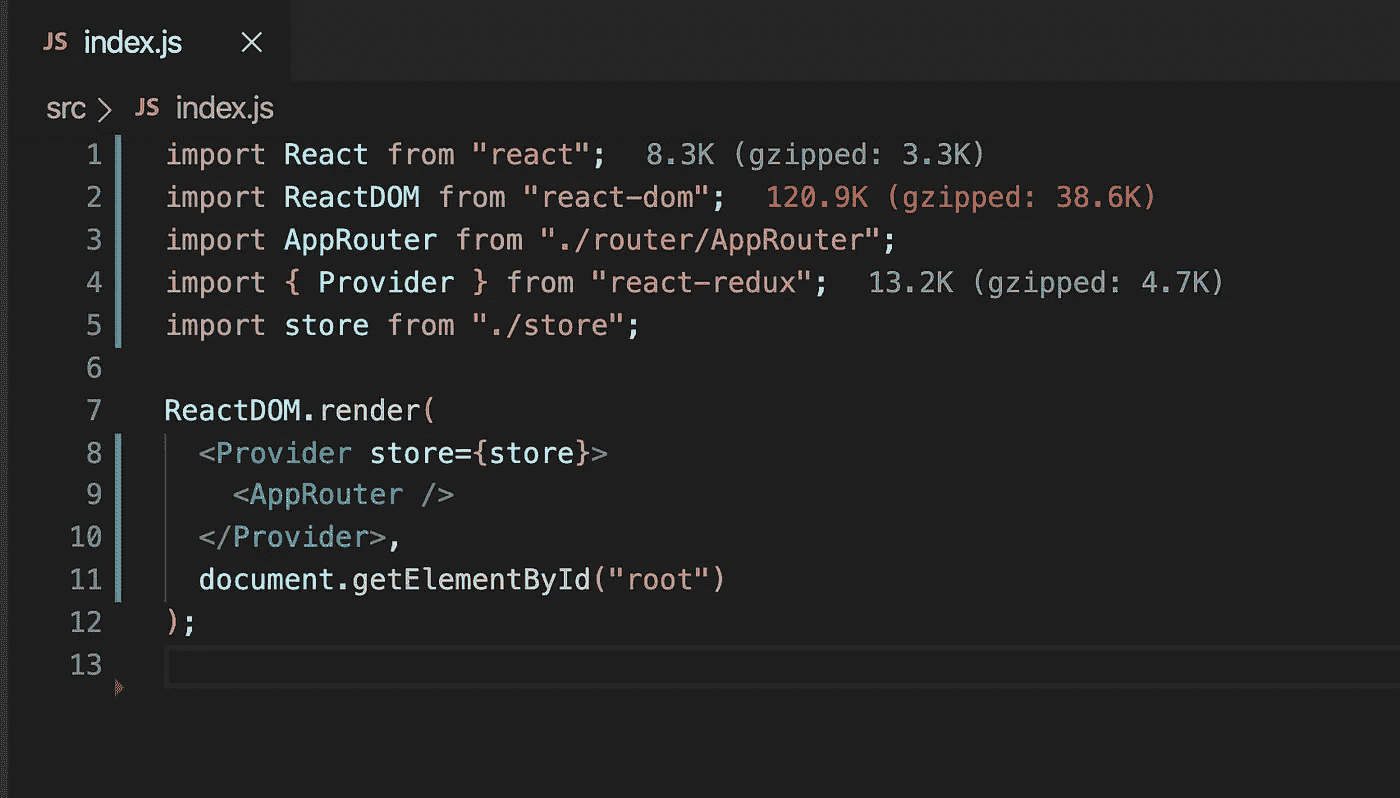 JS index.js ×
src > JS index.js
1 import React from "react"; 8.3K (gzipped: 3.3K)
2 import ReactDOM from "react-dom"; 120.9K (gzipped: 38.6K)
3 import AppRouter from "./router/AppRouter";
4 import { Provider } from "react-redux"; 13.2K (gzipped: 4.7K)
5 import store from "./store";
6
7 ReactDOM.render(
8   <Provider store={store}>
9     <AppRouter />
10   </Provider>,
11   document.getElementById("root")
12 );
13